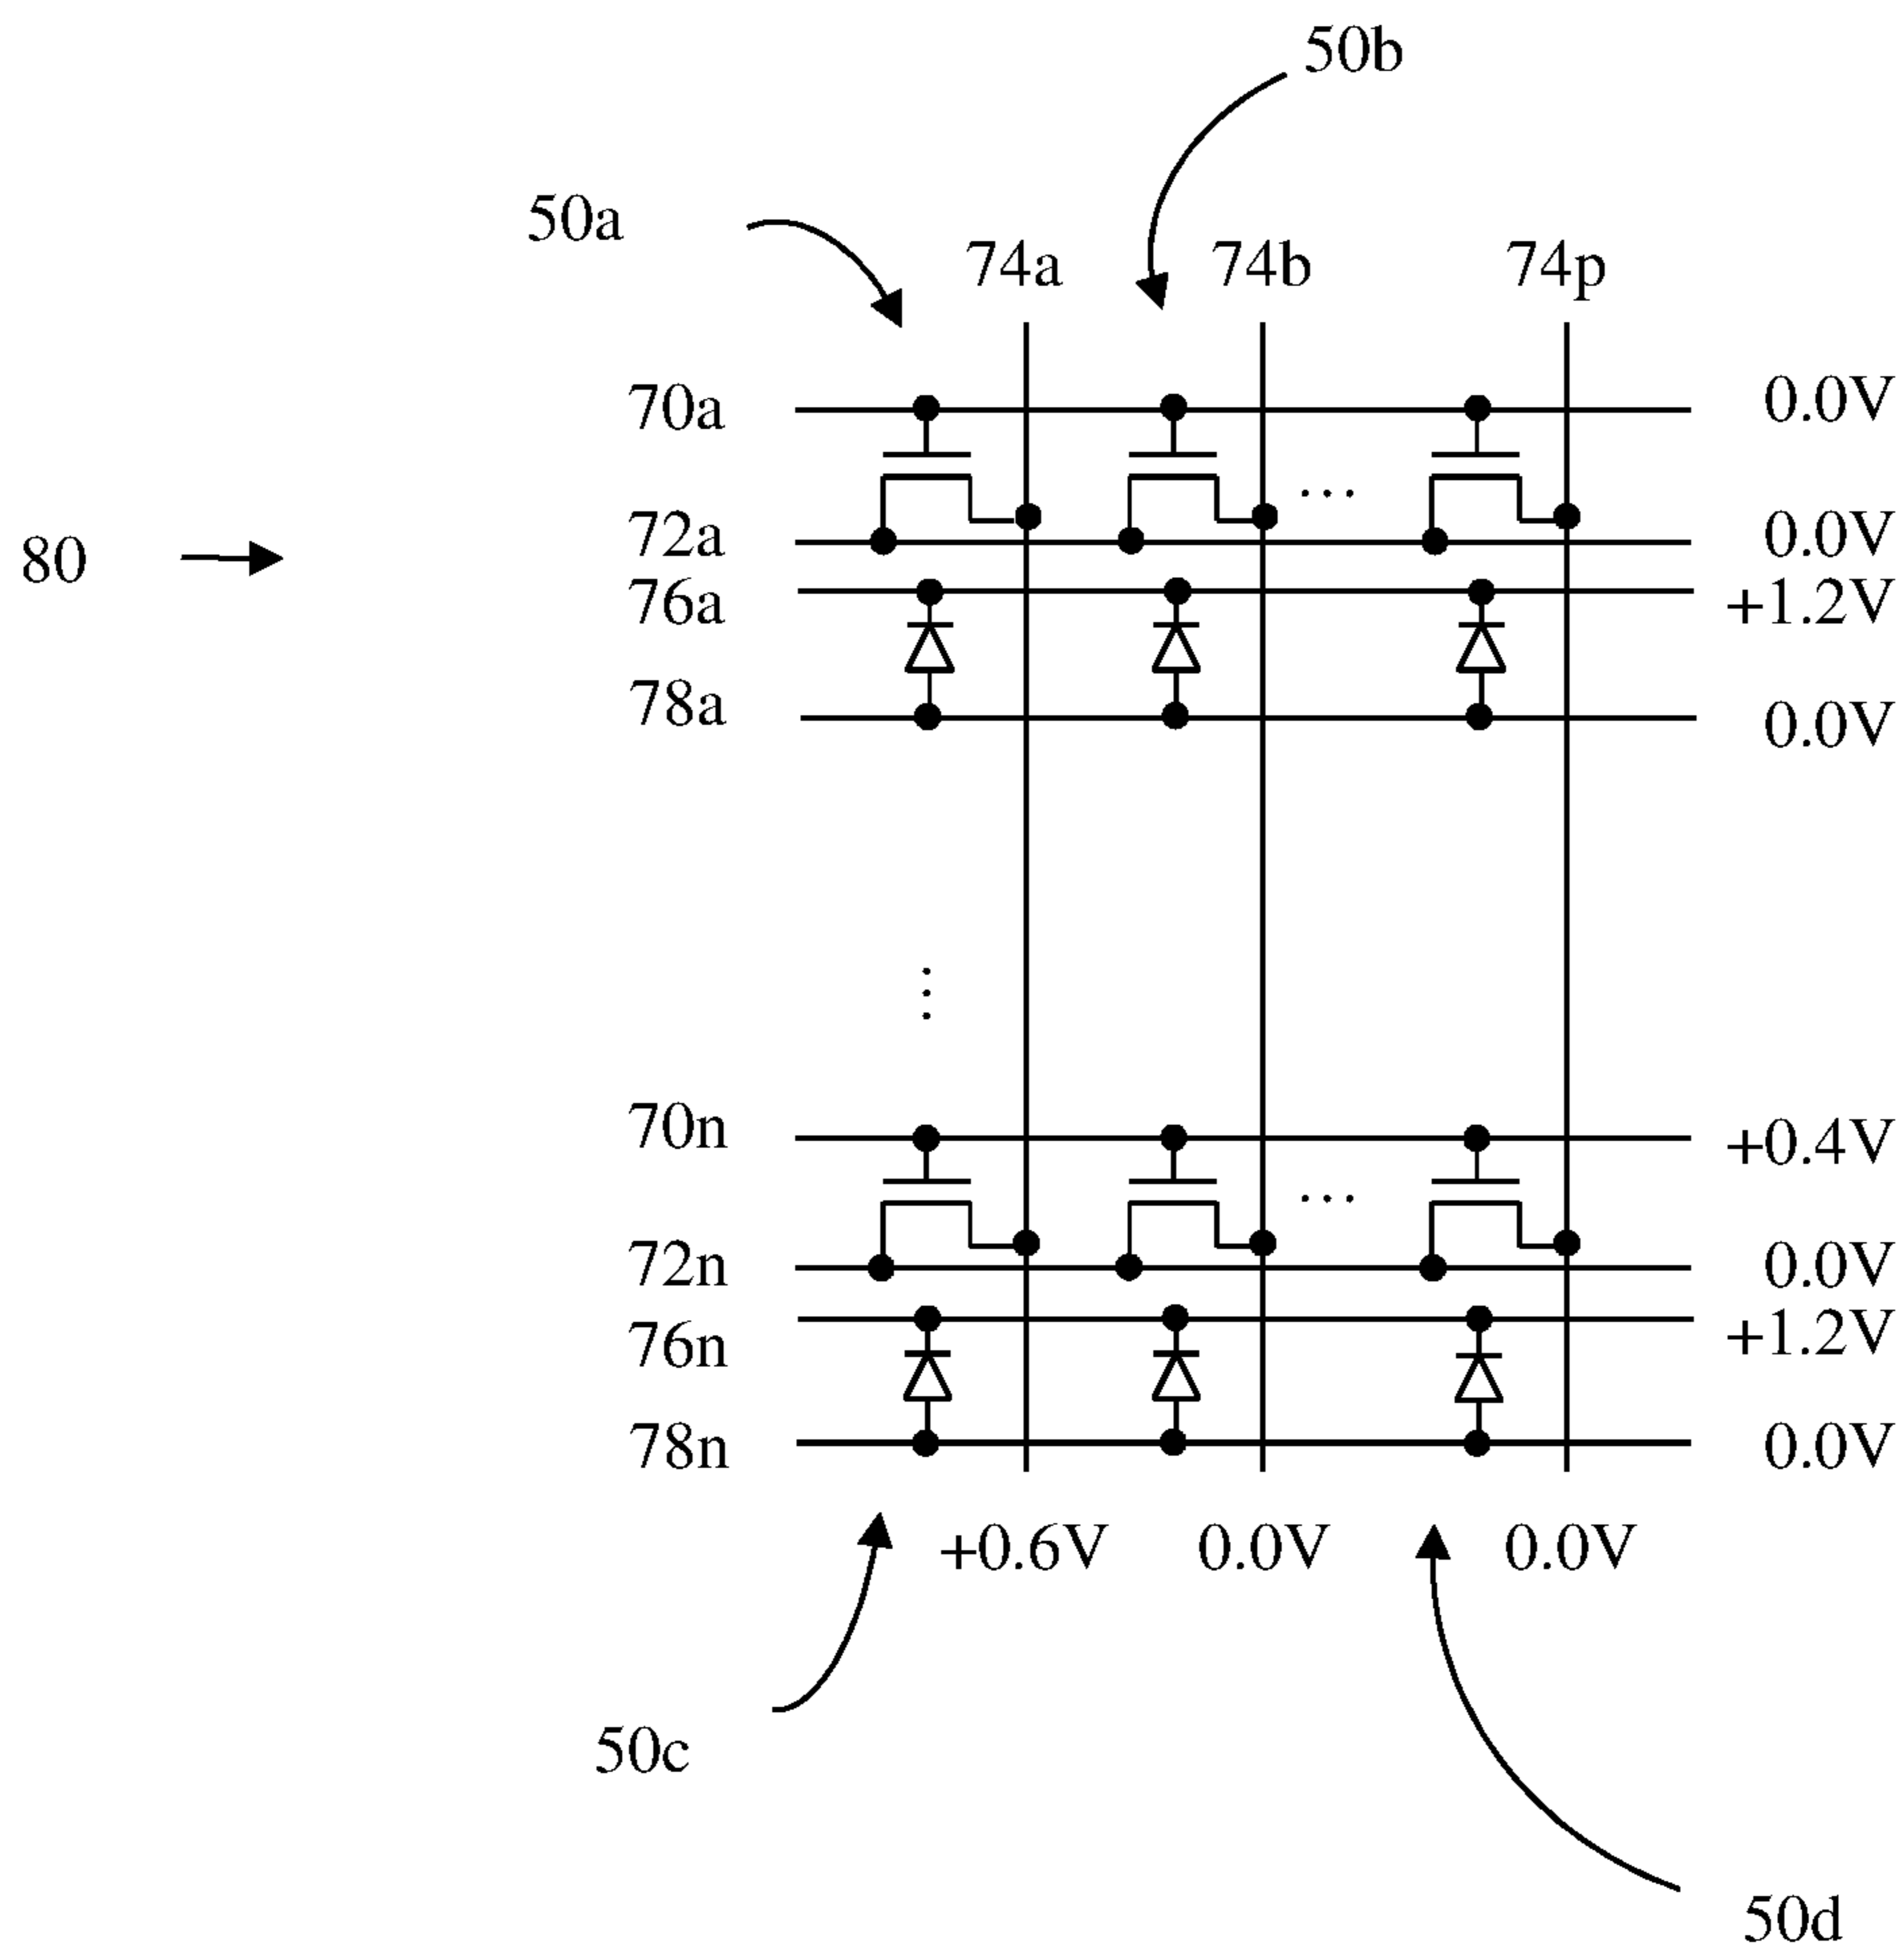 50b
50a
74a 74b 74p
70a 0.0V
...
72a 0.0V
80
76a +1.2V
78a 0.0V
...
70n +0.4V
...
72n 0.0V
76n +1.2V
78n 0.0V
+0.6V 0.0V 0.0V
50c
50d